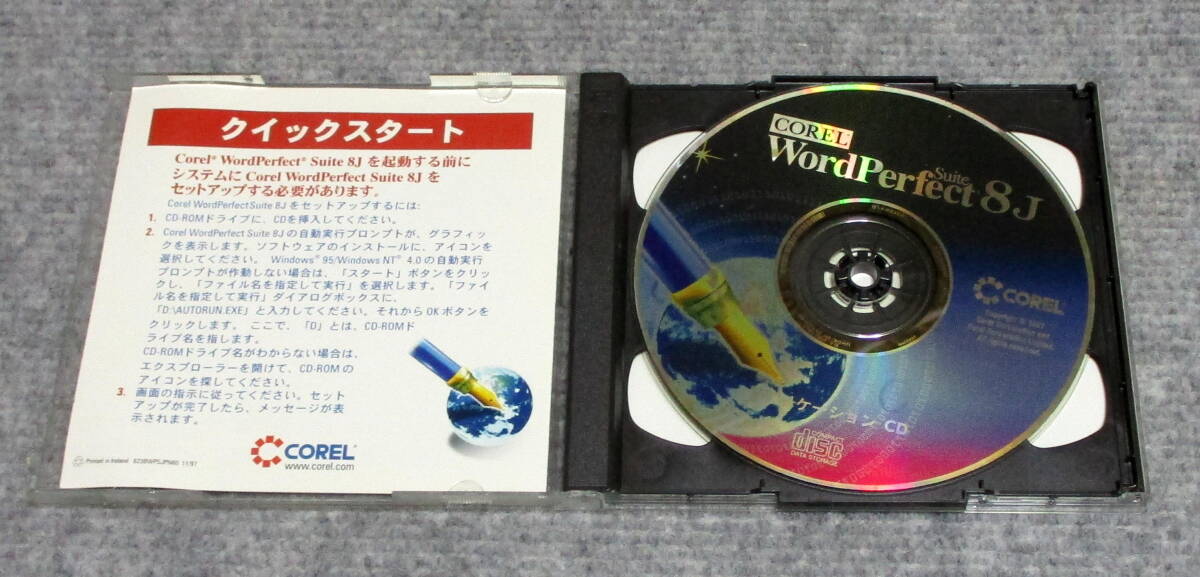 クイックスタート
Corel® WordPerfect® Suite 8J を起動する前に
システムに Corel WordPerfect Suite 8J を
セットアップする必要があります。
Corel WordPerfect Suite 8J をセットアップするには:
1. CD-ROMドライブに、CDを挿入してください。
2. Corel WordPerfect Suite 8Jの自動実行プロンプトが、グラフィッ
クを表示します。ソフトウェアのインストールに、アイコンを
選択してください。 Windows® 95/Windows NT® 4.0の自動実行
プロンプトが作動しない場合は、「スタート」ボタンをクリッ
クし、「ファイル名を指定して実行」を選択します。「ファイ
ル名を指定して実行」ダイアログボックスに、
「D:\AUTORUN.EXE」と入力してください。それから OK ボタンを
クリックします。 ここで、「D」とは、CD-ROMド
ライブ名を指します。
CD-ROMドライブ名がわからない場合は、
エクスプローラーを開けて、CD-ROM の
アイコンを探してください。
3. 画面の指示に従ってください。セット
アップが完了したら、メッセージが表
示されます。
COREL®
www.corel.com
Printed in Ireland
11/97
COREL
WordPerfect Suite 8J
COREL
ケーション CD
COMPACT
disc
DATA STORAGE